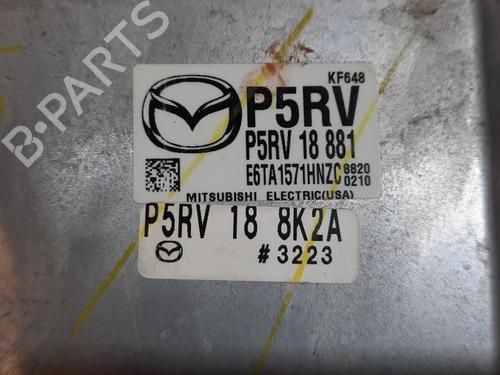 KF648
P5RV
P5RV 18 881
E6TA1571HNZC 8820 0210
MITSUBISHI ELECTRIC(USA)
P5RV 18 8K2A
#3223
B-PARTS